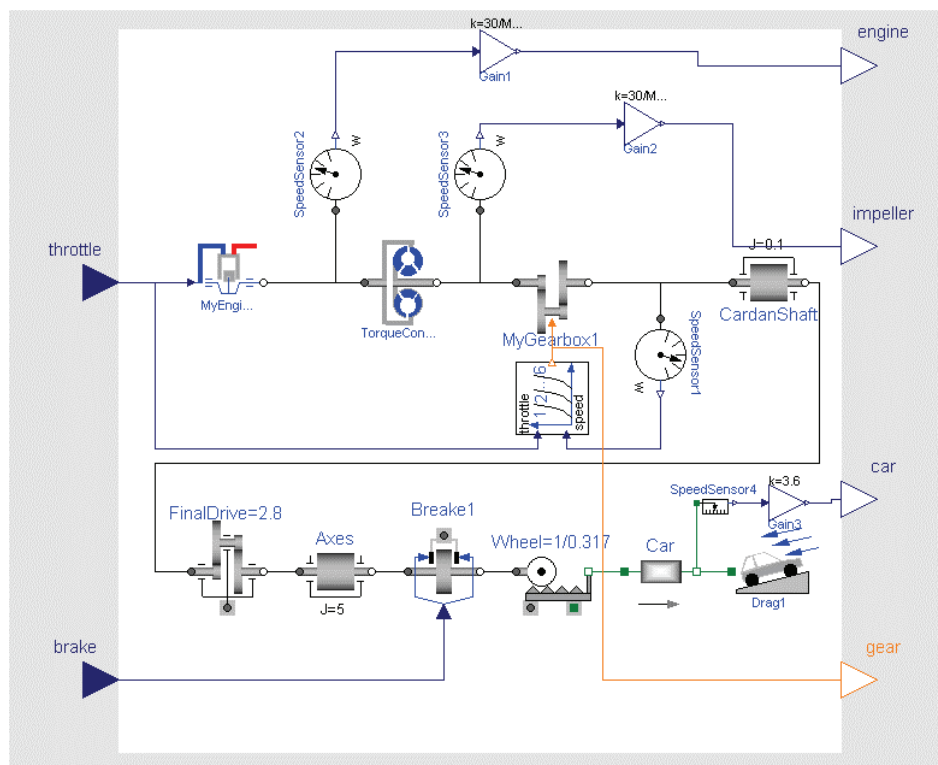 k=30/M...
engine
Gain1
k=30/M...
SpeedSensor2
w
SpeedSensor3
w
Gain2
impeller
throttle
J=0.1
MyEngi...
TorqueCon...
MyGearbox1
CardanShaft
SpeedSensor1
w
throttle
1 2.../6
speed
car
SpeedSensor4
k=3.6
Gain3
FinalDrive=2.8
Axes
Breake1
Wheel=1/0.317
Car
J=5
Drag1
brake
gear